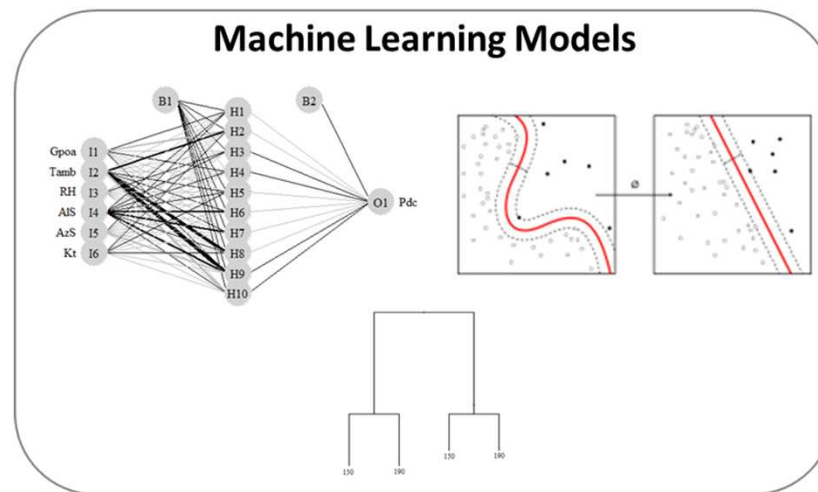 Machine Learning Models
B1
B2
H1
H2
H3
H4
H5
H6
H7
H8
H9
H10
Gpoa I1
Tamb I2
RH I3
AlS I4
AzS I5
Kt I6
O1 Pdc
Ø
150 190 150 190